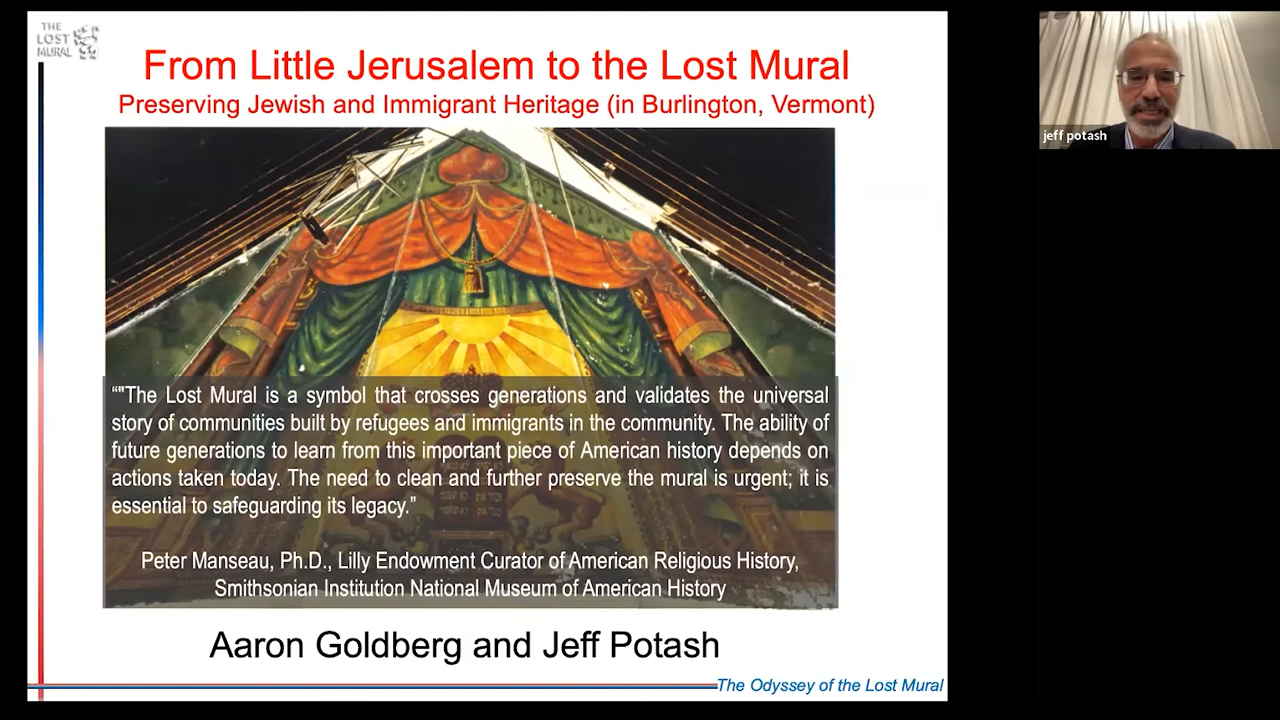 THE
LOST
MURAL
From Little Jerusalem to the Lost Mural
Preserving Jewish and Immigrant Heritage (in Burlington, Vermont)
“"The Lost Mural is a symbol that crosses generations and validates the universal
story of communities built by refugees and immigrants in the community. The ability of
future generations to learn from this important piece of American history depends on
actions taken today. The need to clean and further preserve the mural is urgent; it is
essential to safeguarding its legacy.”
Peter Manseau, Ph.D., Lilly Endowment Curator of American Religious History,
Smithsonian Institution National Museum of American History
Aaron Goldberg and Jeff Potash
The Odyssey of the Lost Mural
jeff potash